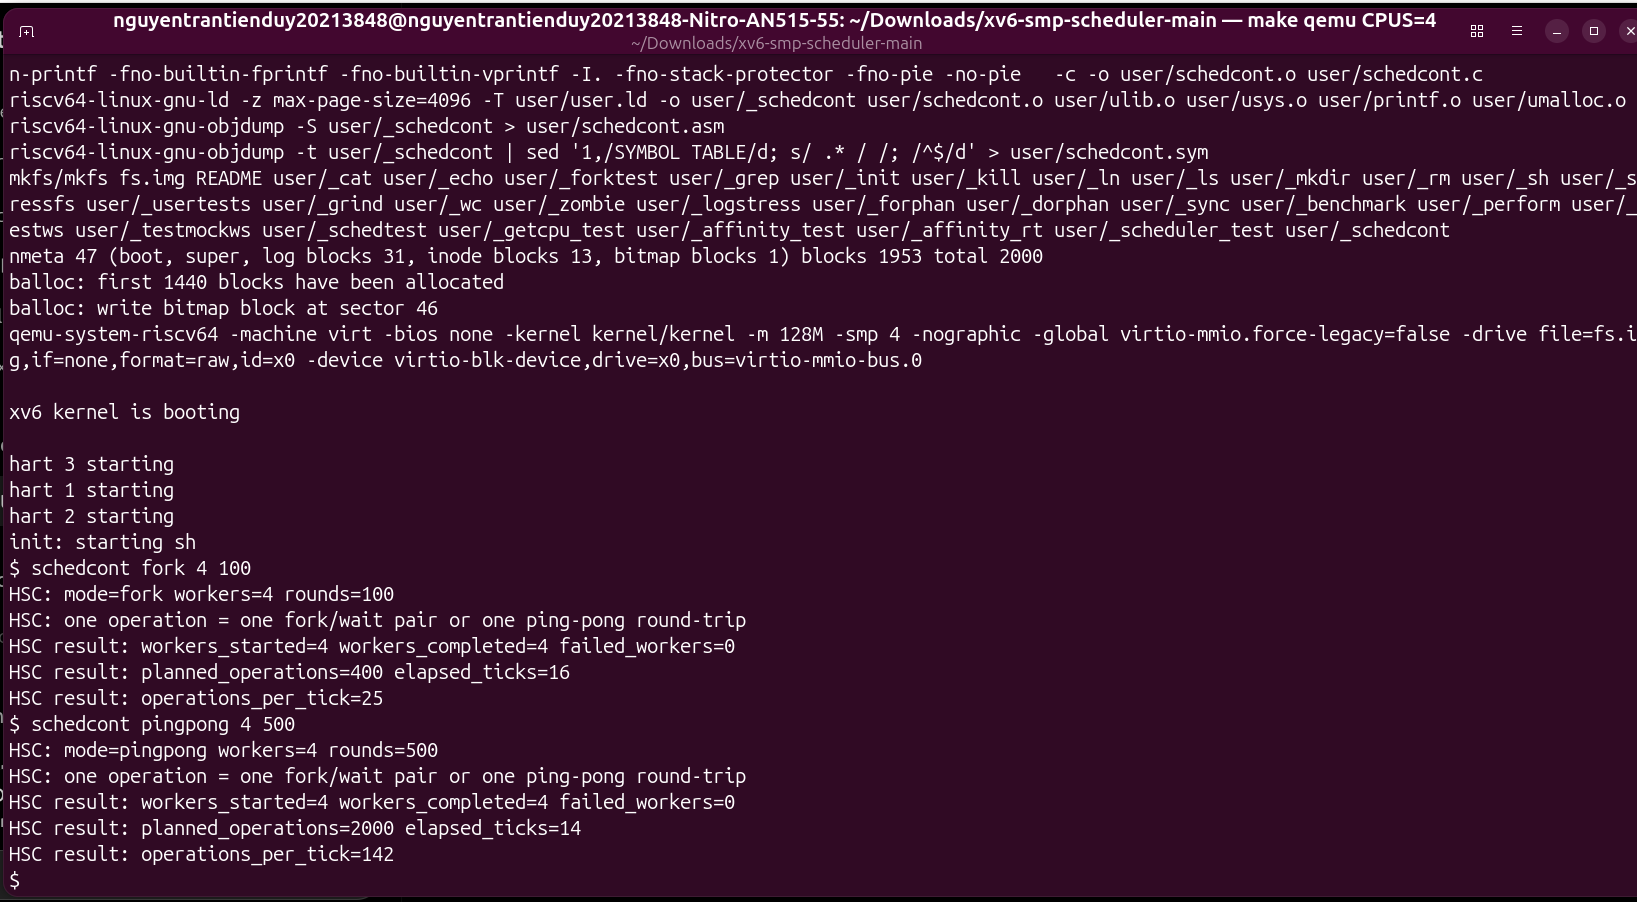 nguyentrantienduy20213848@nguyentrantienduy20213848-Nitro-AN515-55: ~/Downloads/xv6-smp-scheduler-main — make qemu CPUS=4
~/Downloads/xv6-smp-scheduler-main
n-printf -fno-builtin-fprintf -fno-builtin-vprintf -I. -fno-stack-protector -fno-pie -no-pie   -c -o user/schedcont.o user/schedcont.c
riscv64-linux-gnu-ld -z max-page-size=4096 -T user/user.ld -o user/_schedcont user/schedcont.o user/ulib.o user/usys.o user/printf.o user/umalloc.o
riscv64-linux-gnu-objdump -S user/_schedcont > user/schedcont.asm
riscv64-linux-gnu-objdump -t user/_schedcont | sed '1,/SYMBOL TABLE/d; s/ .* / /; /^$/d' > user/schedcont.sym
mkfs/mkfs fs.img README user/_cat user/_echo user/_forktest user/_grep user/_init user/_kill user/_ln user/_ls user/_mkdir user/_rm user/_sh user/_s
ressfs user/_usertests user/_grind user/_wc user/_zombie user/_logstress user/_forphan user/_dorphan user/_sync user/_benchmark user/_perform user/_
estws user/_testmockws user/_schedtest user/_getcpu_test user/_affinity_test user/_affinity_rt user/_scheduler_test user/_schedcont
nmeta 47 (boot, super, log blocks 31, inode blocks 13, bitmap blocks 1) blocks 1953 total 2000
balloc: first 1440 blocks have been allocated
balloc: write bitmap block at sector 46
qemu-system-riscv64 -machine virt -bios none -kernel kernel/kernel -m 128M -smp 4 -nographic -global virtio-mmio.force-legacy=false -drive file=fs.i
g,if=none,format=raw,id=x0 -device virtio-blk-device,drive=x0,bus=virtio-mmio-bus.0
xv6 kernel is booting
hart 3 starting
hart 1 starting
hart 2 starting
init: starting sh
$ schedcont fork 4 100
HSC: mode=fork workers=4 rounds=100
HSC: one operation = one fork/wait pair or one ping-pong round-trip
HSC result: workers_started=4 workers_completed=4 failed_workers=0
HSC result: planned_operations=400 elapsed_ticks=16
HSC result: operations_per_tick=25
$ schedcont pingpong 4 500
HSC: mode=pingpong workers=4 rounds=500
HSC: one operation = one fork/wait pair or one ping-pong round-trip
HSC result: workers_started=4 workers_completed=4 failed_workers=0
HSC result: planned_operations=2000 elapsed_ticks=14
HSC result: operations_per_tick=142
$